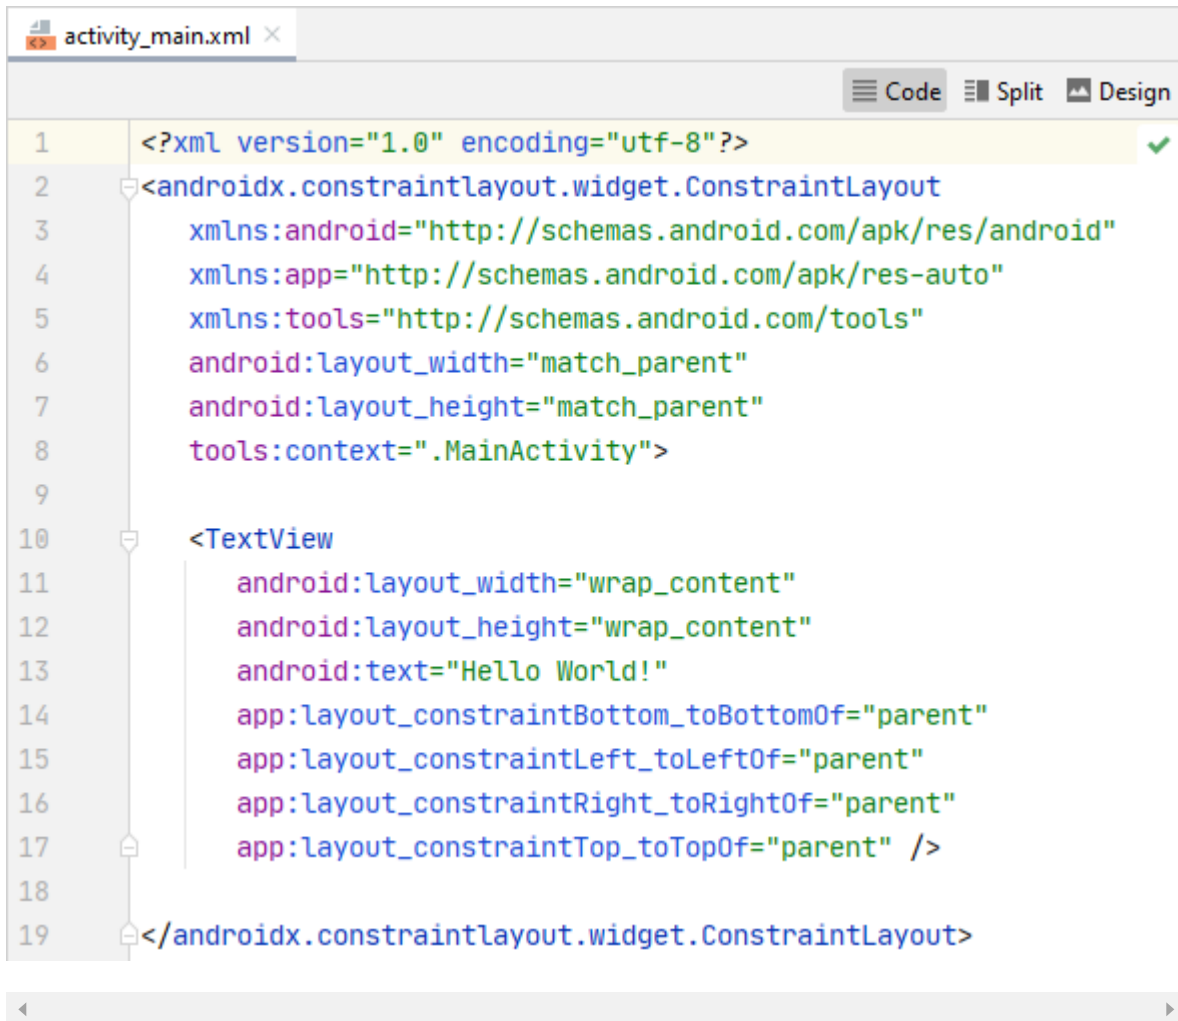 activity_main.xml
Code Split Design
1 <?xml version="1.0" encoding="utf-8"?>
2 <androidx.constraintlayout.widget.ConstraintLayout
3 xmlns:android="http://schemas.android.com/apk/res/android"
4 xmlns:app="http://schemas.android.com/apk/res-auto"
5 xmlns:tools="http://schemas.android.com/tools"
6 android:layout_width="match_parent"
7 android:layout_height="match_parent"
8 tools:context=".MainActivity">
9
10 <TextView
11 android:layout_width="wrap_content"
12 android:layout_height="wrap_content"
13 android:text="Hello World!"
14 app:layout_constraintBottom_toBottomOf="parent"
15 app:layout_constraintLeft_toLeftOf="parent"
16 app:layout_constraintRight_toRightOf="parent"
17 app:layout_constraintTop_toTopOf="parent" />
18
19 </androidx.constraintlayout.widget.ConstraintLayout>